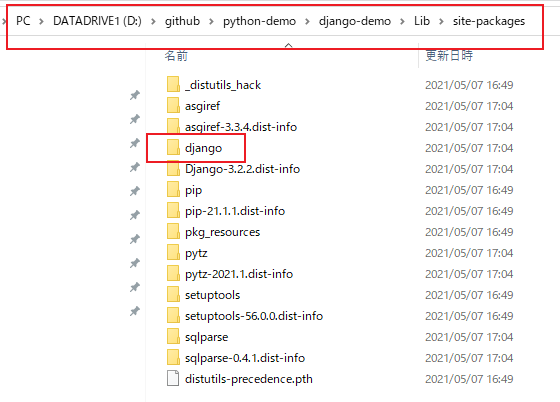 PC > DATADRIVE1 (D:) > github > python-demo > django-demo > Lib > site-packages
名前 更新日時
_distutils_hack 2021/05/07 16:49
asgiref 2021/05/07 17:04
asgiref-3.3.4.dist-info 2021/05/07 17:04
django 2021/05/07 17:04
Django-3.2.2.dist-info 2021/05/07 17:04
pip 2021/05/07 16:49
pip-21.1.1.dist-info 2021/05/07 16:49
pkg_resources 2021/05/07 16:49
pytz 2021/05/07 17:04
pytz-2021.1.dist-info 2021/05/07 17:04
setuptools 2021/05/07 16:49
setuptools-56.0.0.dist-info 2021/05/07 16:49
sqlparse 2021/05/07 17:04
sqlparse-0.4.1.dist-info 2021/05/07 17:04
distutils-precedence.pth 2021/05/07 16:49